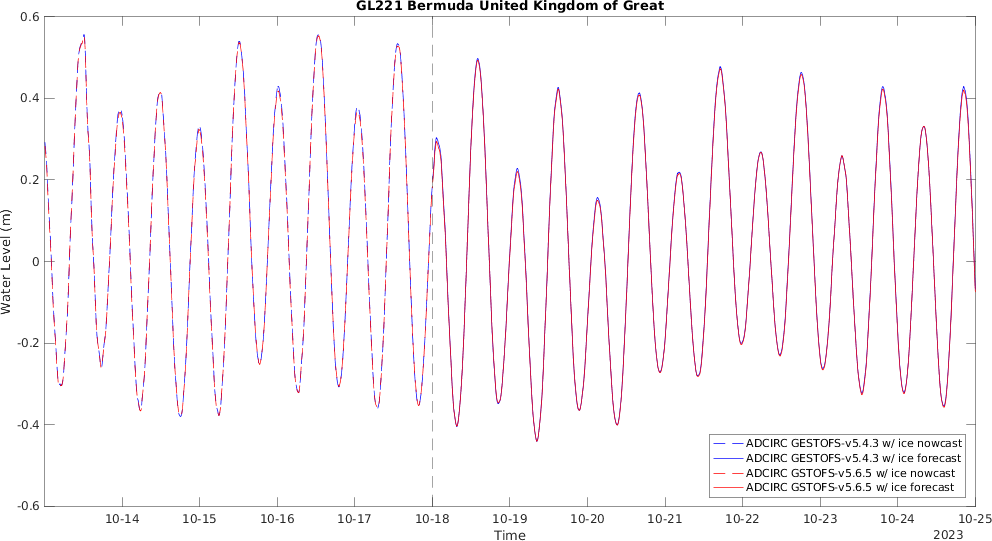 GL221 Bermuda United Kingdom of Great
0.6
0.4
0.2
0
-0.2
-0.4
-0.6
Water Level (m)
ADCIRC GESTOFS-v5.4.3 w/ ice nowcast
ADCIRC GESTOFS-v5.4.3 w/ ice forecast
ADCIRC GSTOFS-v5.6.5 w/ ice nowcast
ADCIRC GSTOFS-v5.6.5 w/ ice forecast
10-14 10-15 10-16 10-17 10-18 10-19 10-20 10-21 10-22 10-23 10-24 10-25
Time
2023